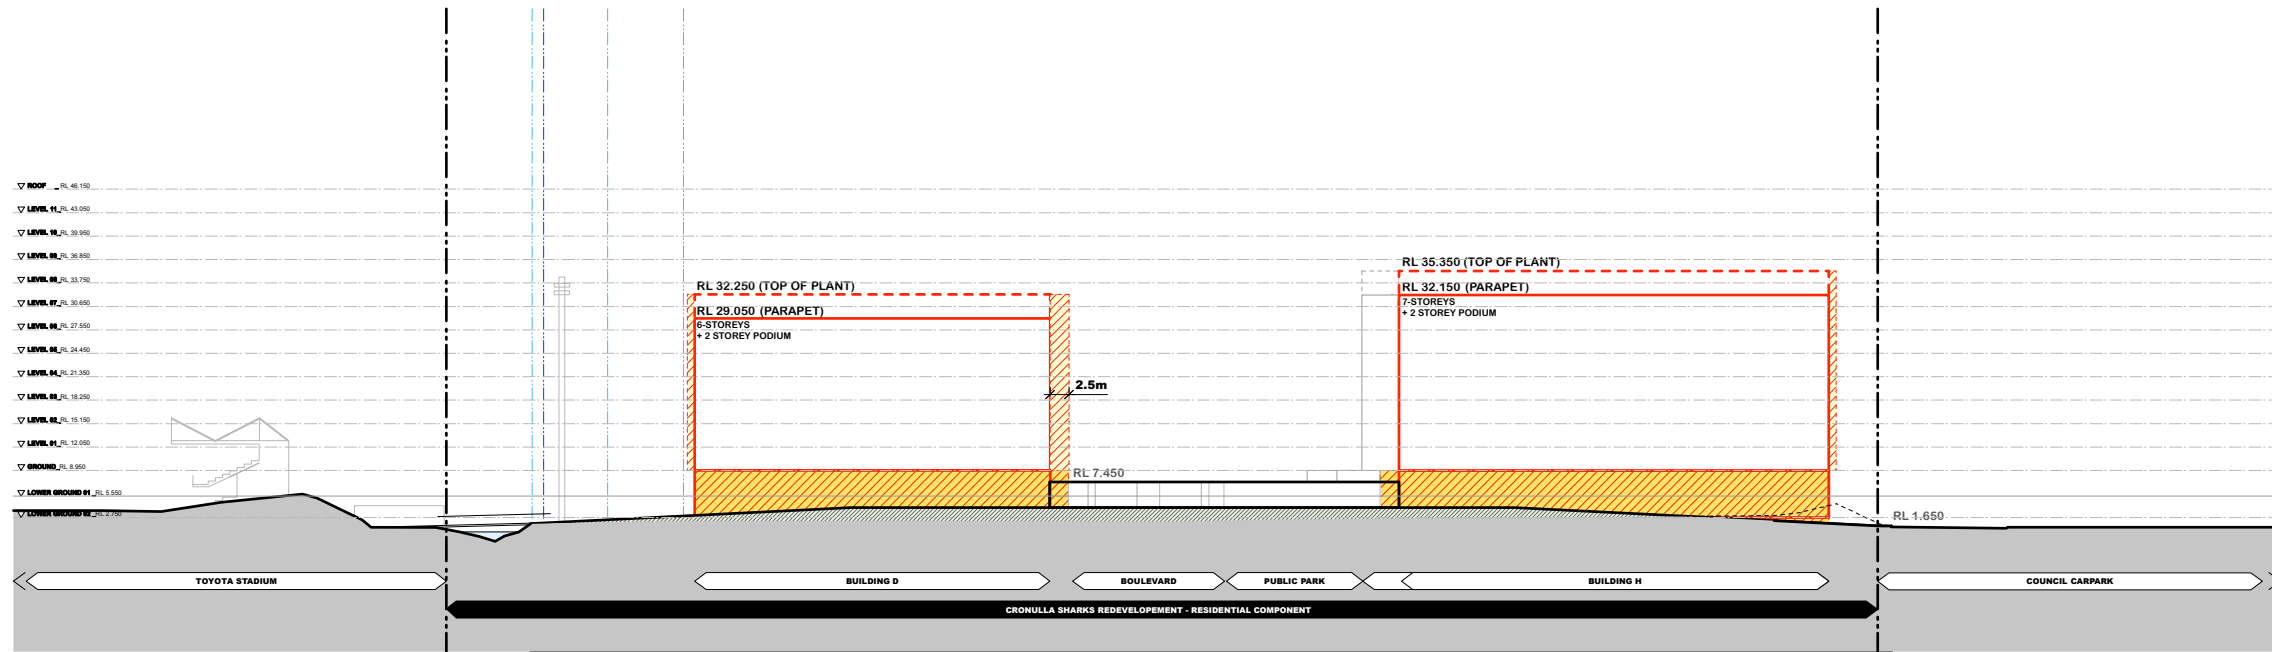 ROOF RL 46.150
LEVEL 11 RL 43.050
LEVEL 10 RL 39.950
LEVEL 09 RL 36.850
LEVEL 08 RL 33.750
LEVEL 07 RL 30.650
LEVEL 06 RL 27.550
LEVEL 05 RL 24.450
LEVEL 04 RL 21.350
LEVEL 03 RL 18.250
LEVEL 02 RL 15.150
LEVEL 01 RL 12.050
GROUND RL 8.950
LOWER GROUND 01 RL 5.550
LOWER GROUND 02 RL 2.750
RL 32.250 (TOP OF PLANT)
RL 29.050 (PARAPET)
6-STOREYS
+ 2 STOREY PODIUM
2.5m
RL 7.450
RL 35.350 (TOP OF PLANT)
RL 32.150 (PARAPET)
7-STOREYS
+ 2 STOREY PODIUM
RL 1.650
TOYOTA STADIUM
BUILDING D
BOULEVARD
PUBLIC PARK
BUILDING H
COUNCIL CARPARK
CRONULLA SHARKS REDEVELOPEMENT - RESIDENTIAL COMPONENT